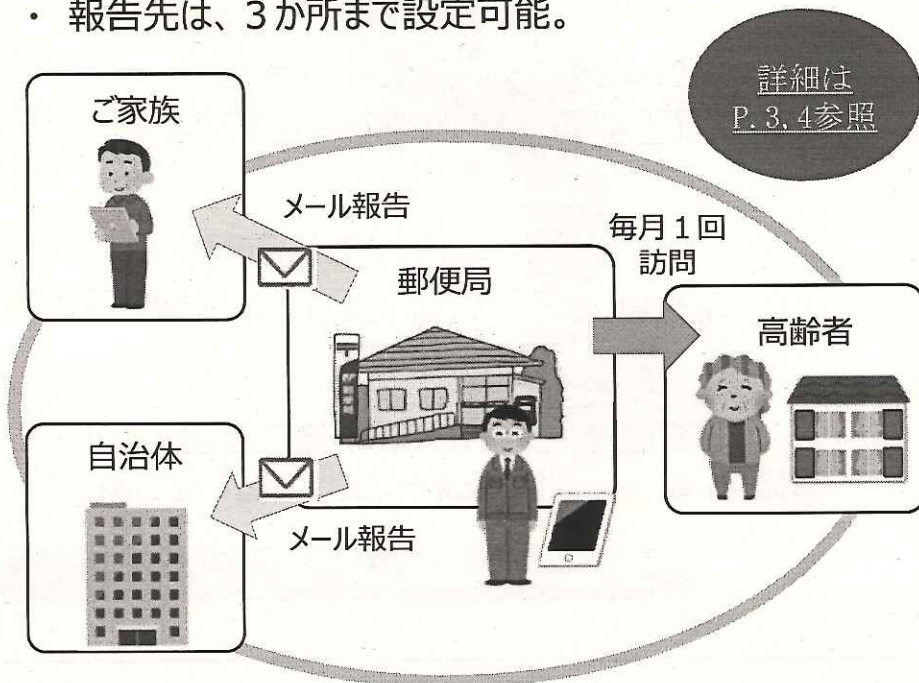 ・ 報告先は、3か所まで設定可能。
詳細は
P.3,4参照
ご家族
メール報告
毎月1回
訪問
郵便局
高齢者
自治体
メール報告